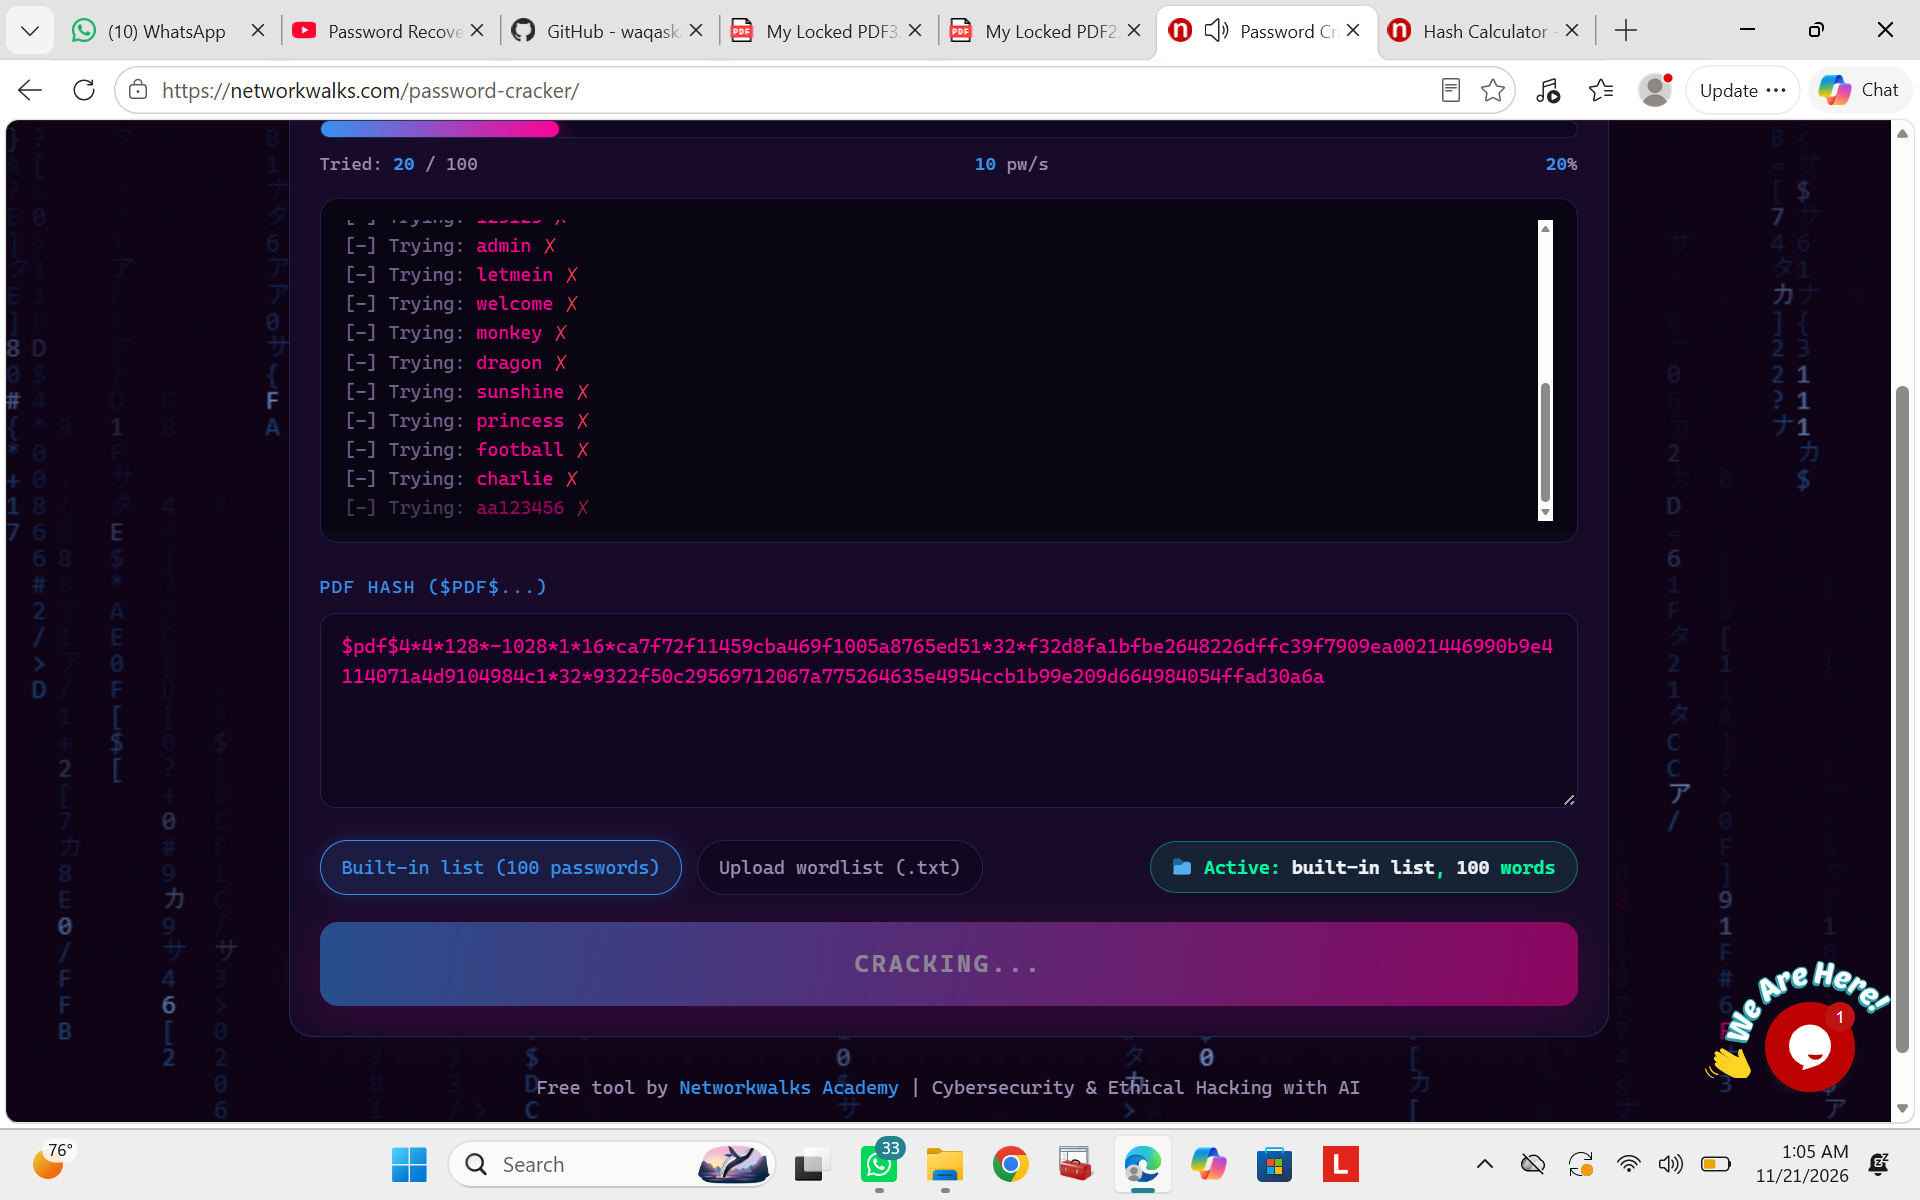 (10) WhatsApp
Password Recove
GitHub - waqask
My Locked PDF3.
My Locked PDF2.
Password Cr
Hash Calculator -
https://networkwalks.com/password-cracker/
Update
Chat
Tried: 20 / 100
10 pw/s
20%
[-] Trying: 123123 ✗
[-] Trying: admin ✗
[-] Trying: letmein ✗
[-] Trying: welcome ✗
[-] Trying: monkey ✗
[-] Trying: dragon ✗
[-] Trying: sunshine ✗
[-] Trying: princess ✗
[-] Trying: football ✗
[-] Trying: charlie ✗
[-] Trying: aa123456 ✗
PDF HASH ($PDF$...)
$pdf$4*4*128*-1028*1*16*ca7f72f11459cba469f1005a8765ed51*32*f32d8fa1bfbe2648226dffc39f7909ea0021446990b9e4
114071a4d9104984c1*32*9322f50c29569712067a775264635e4954ccb1b99e209d664984054ffad30a6a
Built-in list (100 passwords)
Upload wordlist (.txt)
Active: built-in list, 100 words
CRACKING...
We Are Here!
1
Free tool by Networkwalks Academy | Cybersecurity & Ethical Hacking with AI
76°
Search
33
L
1:05 AM
11/21/2026